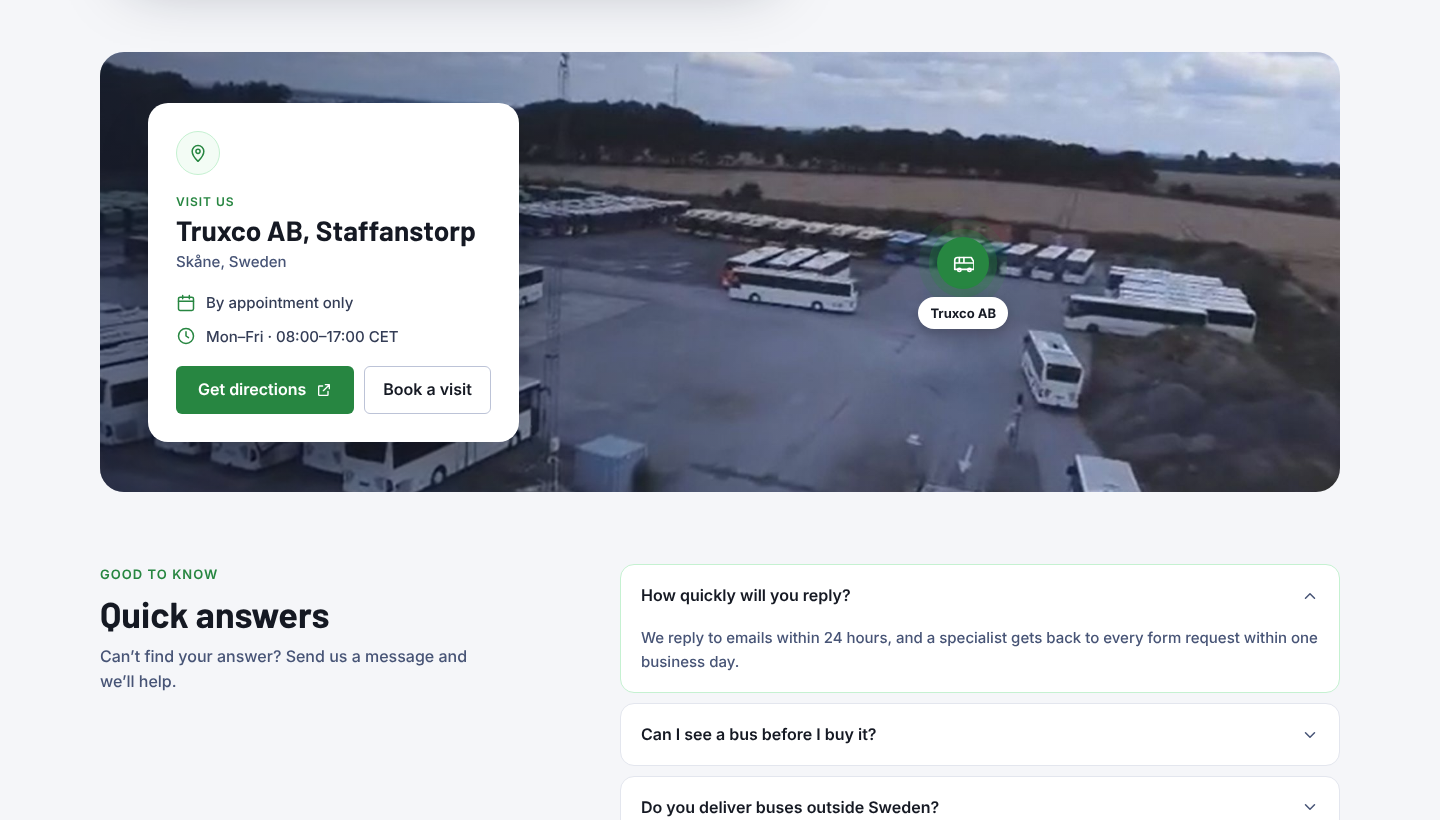 VISIT US
Truxco AB, Staffanstorp
Skåne, Sweden
By appointment only
Mon–Fri · 08:00–17:00 CET
Get directions
Book a visit
Truxco AB
GOOD TO KNOW
Quick answers
Can’t find your answer? Send us a message and
we’ll help.
How quickly will you reply?
We reply to emails within 24 hours, and a specialist gets back to every form request within one
business day.
Can I see a bus before I buy it?
Do you deliver buses outside Sweden?